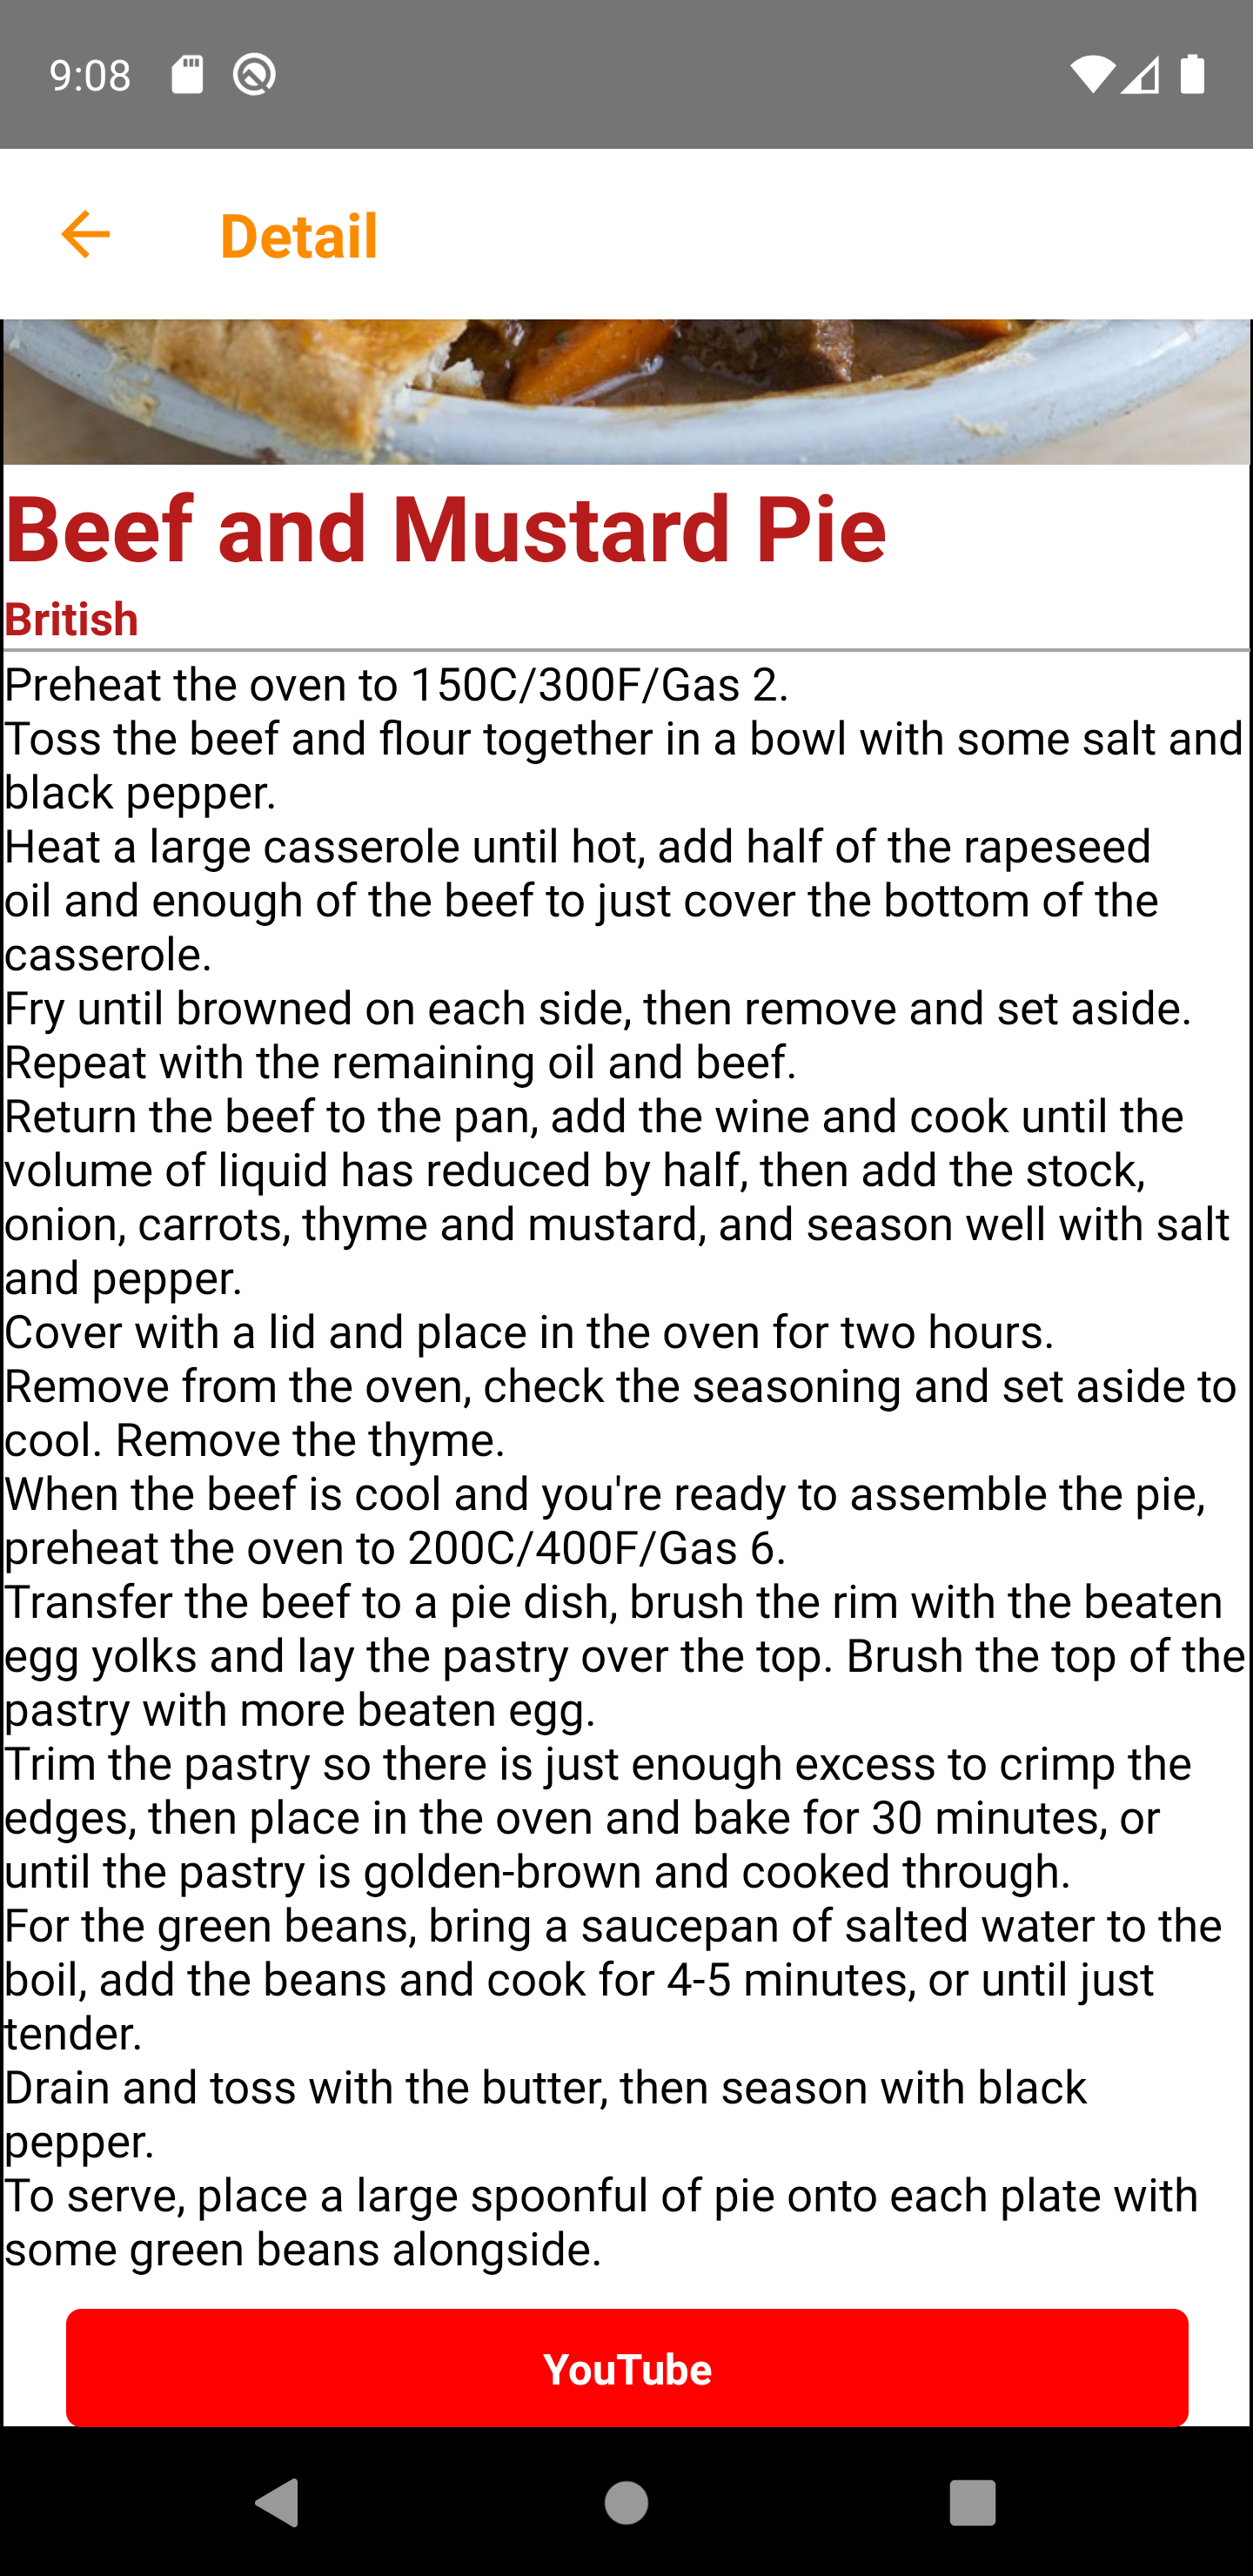 9:08
Detail
Beef and Mustard Pie
British
Preheat the oven to 150C/300F/Gas 2.
Toss the beef and flour together in a bowl with some salt and
black pepper.
Heat a large casserole until hot, add half of the rapeseed
oil and enough of the beef to just cover the bottom of the
casserole.
Fry until browned on each side, then remove and set aside.
Repeat with the remaining oil and beef.
Return the beef to the pan, add the wine and cook until the
volume of liquid has reduced by half, then add the stock,
onion, carrots, thyme and mustard, and season well with salt
and pepper.
Cover with a lid and place in the oven for two hours.
Remove from the oven, check the seasoning and set aside to
cool. Remove the thyme.
When the beef is cool and you're ready to assemble the pie,
preheat the oven to 200C/400F/Gas 6.
Transfer the beef to a pie dish, brush the rim with the beaten
egg yolks and lay the pastry over the top. Brush the top of the
pastry with more beaten egg.
Trim the pastry so there is just enough excess to crimp the
edges, then place in the oven and bake for 30 minutes, or
until the pastry is golden-brown and cooked through.
For the green beans, bring a saucepan of salted water to the
boil, add the beans and cook for 4-5 minutes, or until just
tender.
Drain and toss with the butter, then season with black
pepper.
To serve, place a large spoonful of pie onto each plate with
some green beans alongside.
YouTube